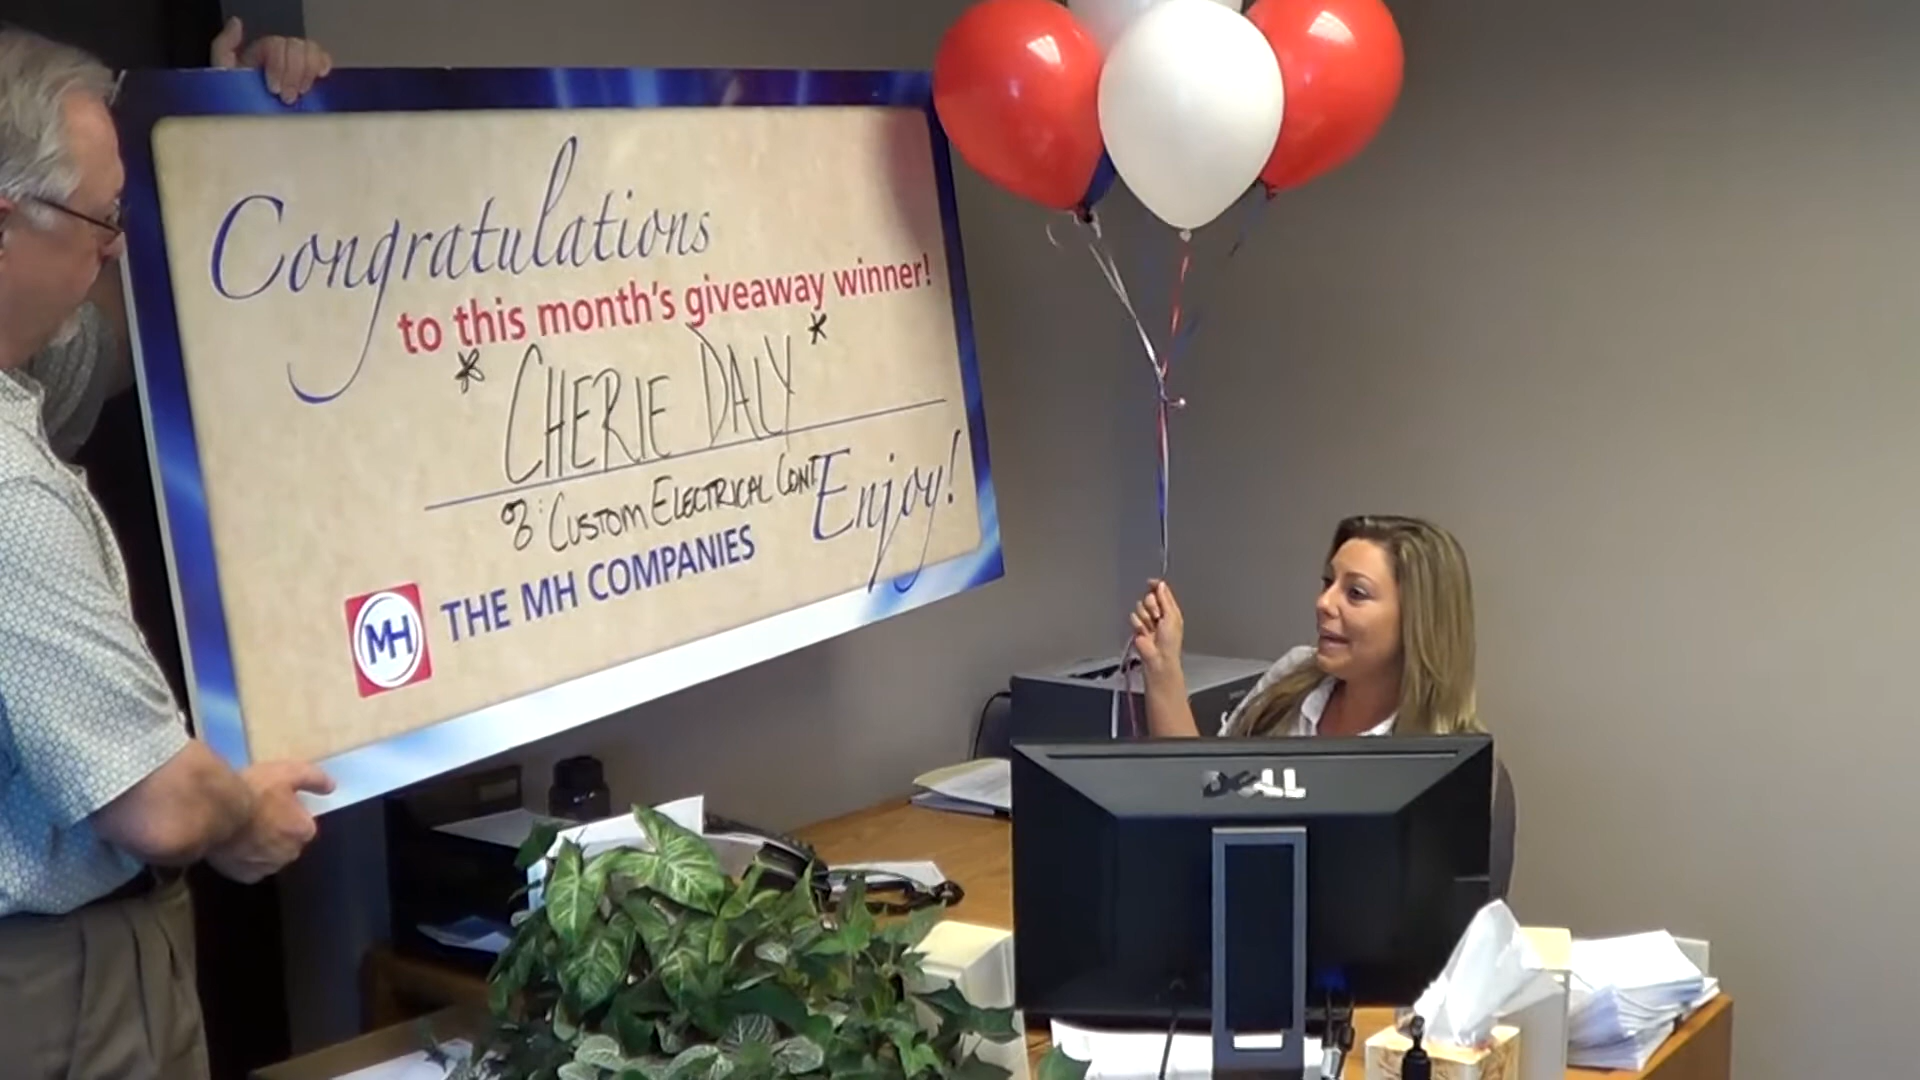 Congratulations
to this month's giveaway winner!
* CHERIE DALY *
of: CUSTOM ELECTRICAL CONT
Enjoy!
MH THE MH COMPANIES
DELL